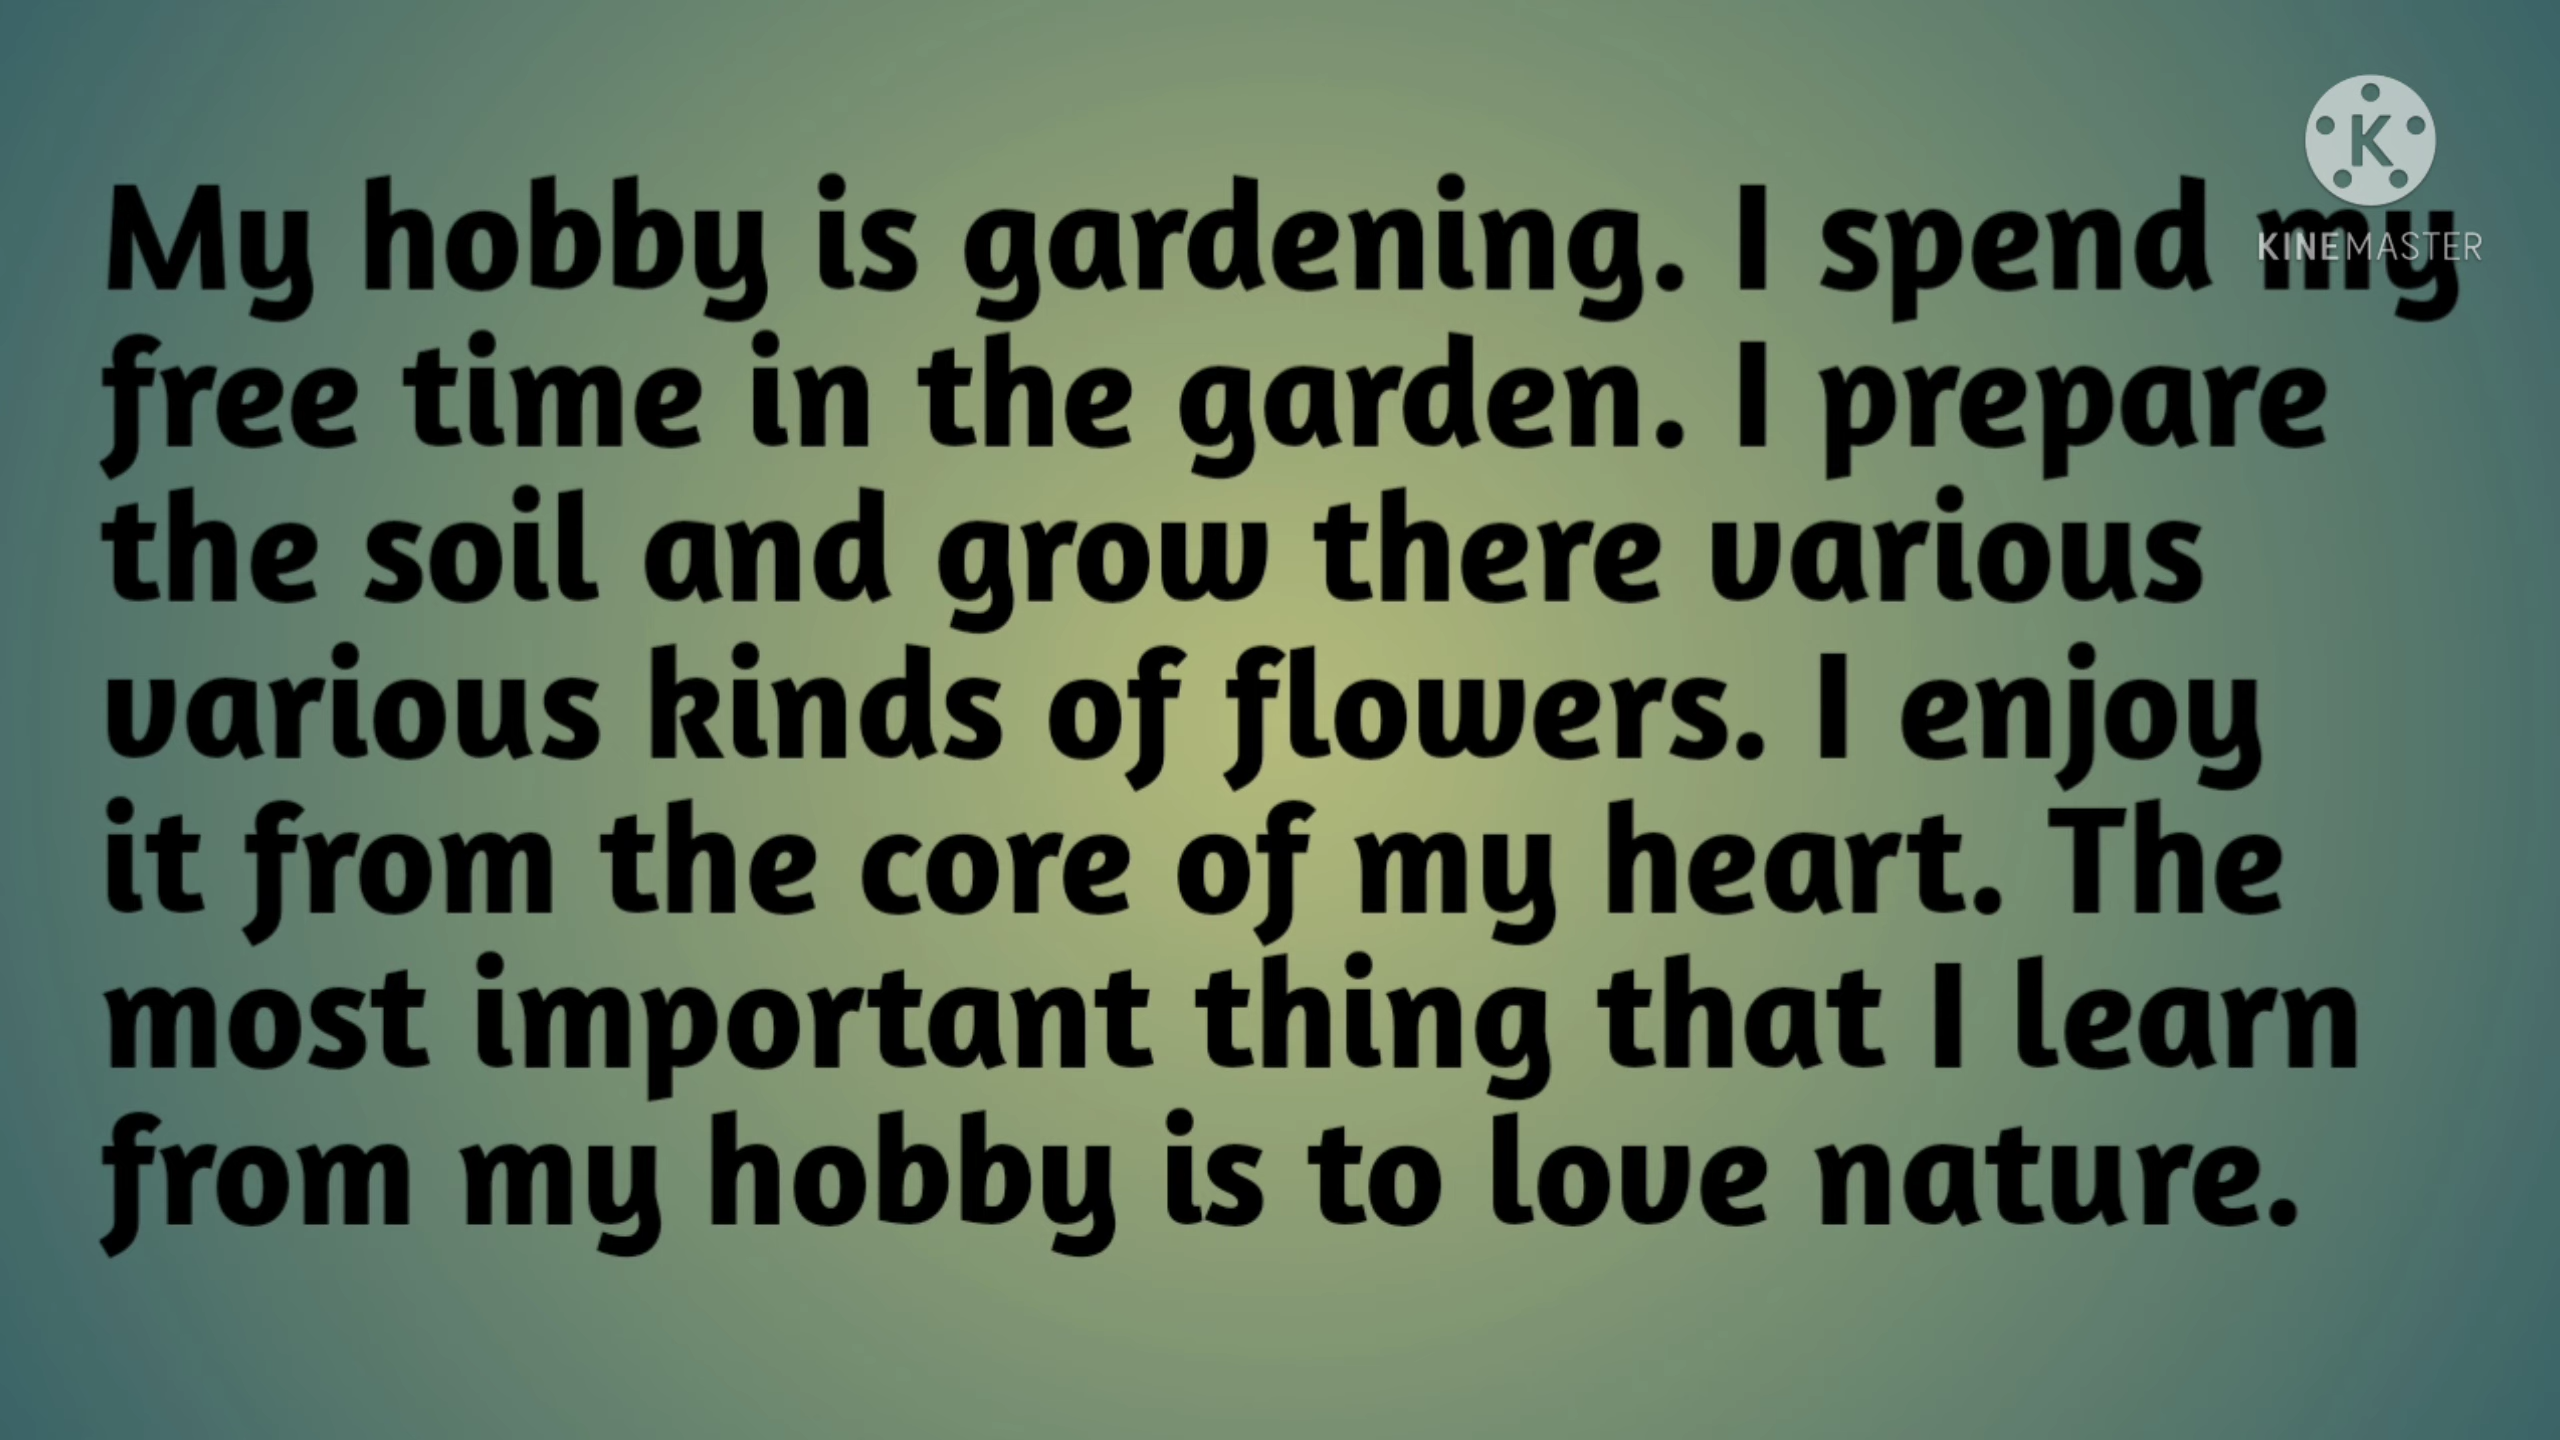 My hobby is gardening. I spend my
free time in the garden. I prepare
the soil and grow there various
various kinds of flowers. I enjoy
it from the core of my heart. The
most important thing that I learn
from my hobby is to love nature.
K
KINEMASTER